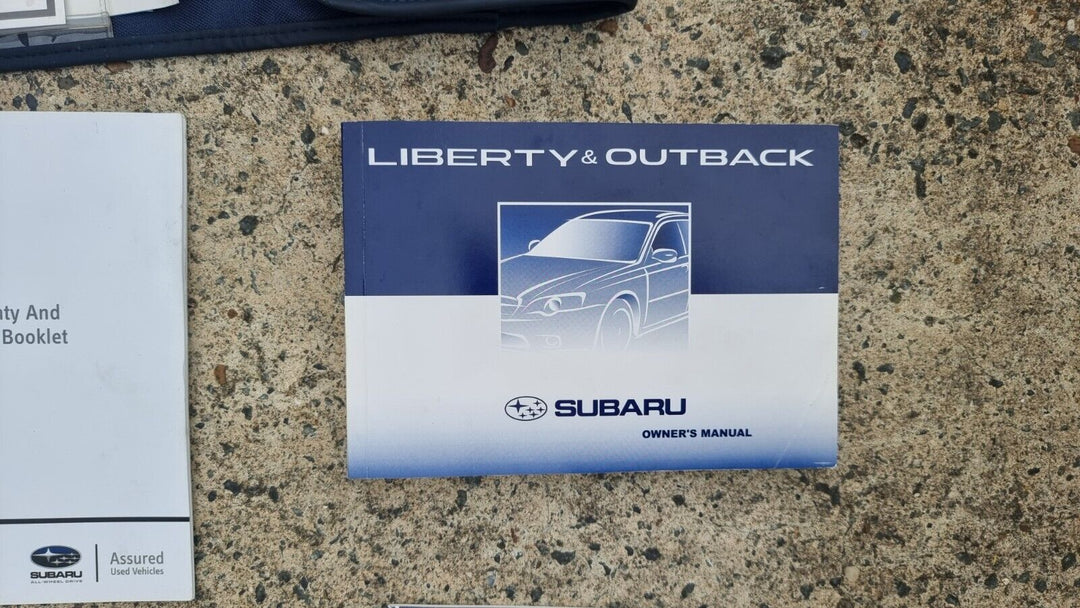 LIBERTY & OUTBACK
SUBARU
OWNER'S MANUAL
nty And
Booklet
SUBARU
ALL-WHEEL DRIVE
Assured
Used Vehicles